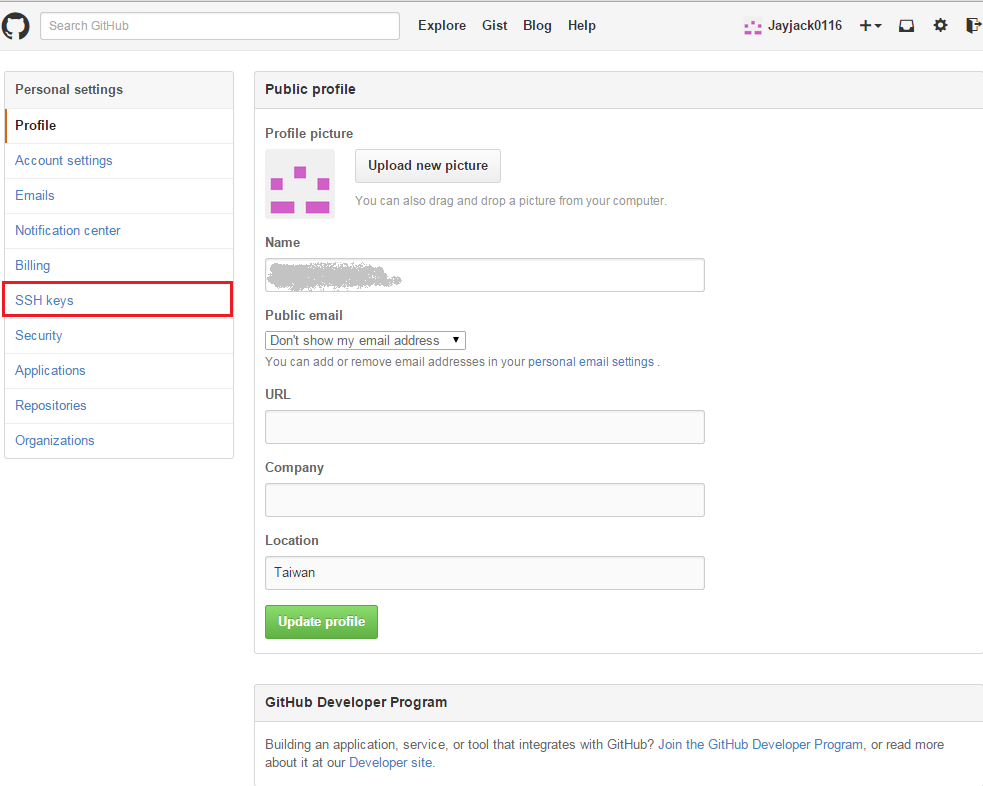 Search GitHub Explore Gist Blog Help Jayjack0116
Personal settings
Profile
Account settings
Emails
Notification center
Billing
SSH keys
Security
Applications
Repositories
Organizations
Public profile
Profile picture
Upload new picture
You can also drag and drop a picture from your computer.
Name
Public email
Don't show my email address
You can add or remove email addresses in your personal email settings .
URL
Company
Location
Taiwan
Update profile
GitHub Developer Program
Building an application, service, or tool that integrates with GitHub? Join the GitHub Developer Program, or read more
about it at our Developer site.